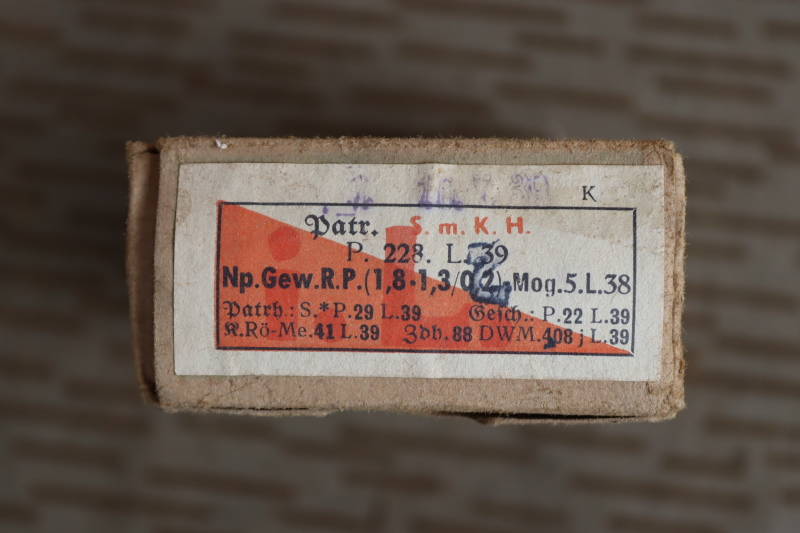 K
Patr. S. m. K. H.
P. 228. L. 39
Np.Gew.R.P.(1,8·1,3/0,2)·Mog.5.L.38
Patrh.: S.* P.29 L.39 Gesch.: P.22 L.39
K.Rö-Me.41 L.39 Zdh.88 DWM.408 j L.39